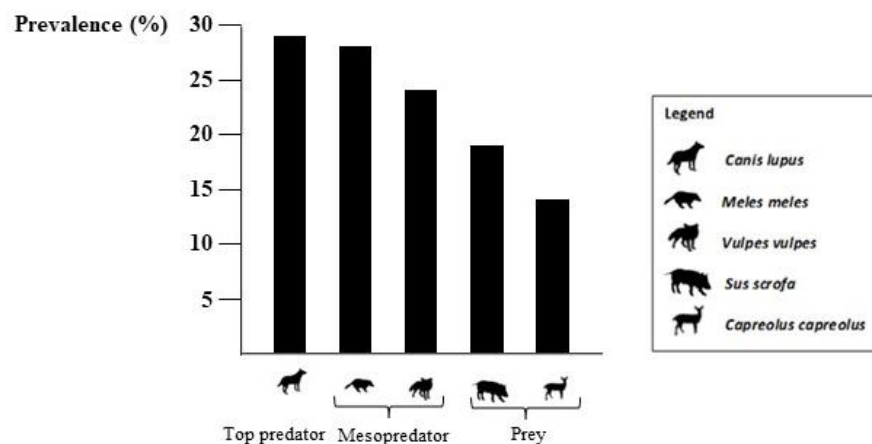 Prevalence (%)
30
25
20
15
10
5
Top predator
Mesopredator
Prey
Legend
Canis lupus
Meles meles
Vulpes vulpes
Sus scrofa
Capreolus capreolus